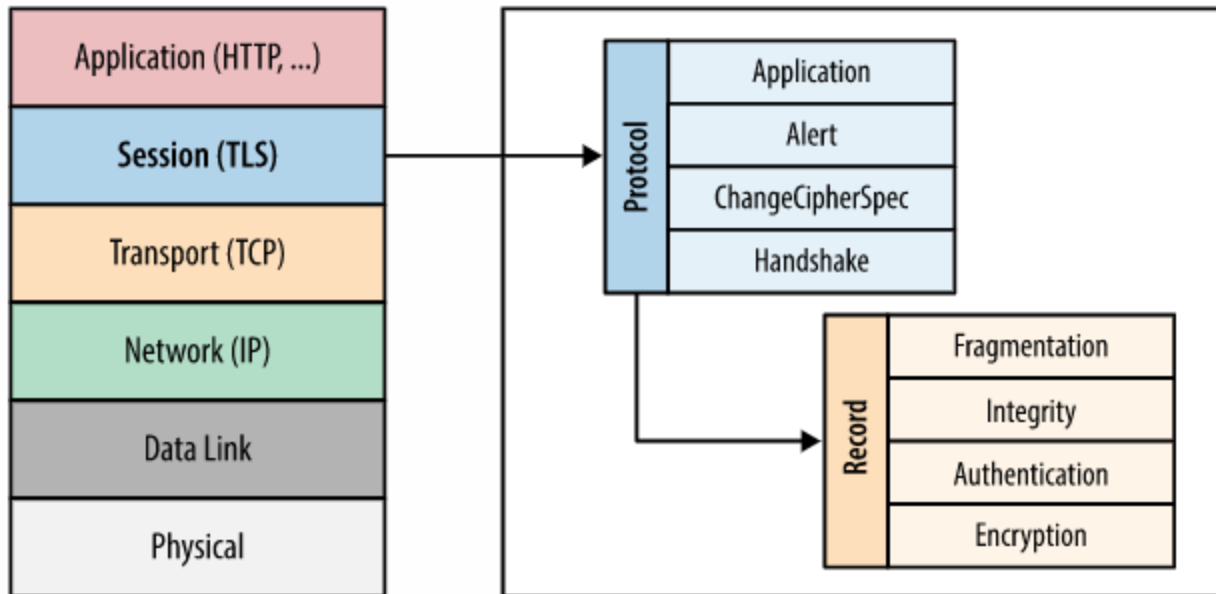 Application (HTTP, ...)
Session (TLS)
Transport (TCP)
Network (IP)
Data Link
Physical
Protocol
Application
Alert
ChangeCipherSpec
Handshake
Record
Fragmentation
Integrity
Authentication
Encryption